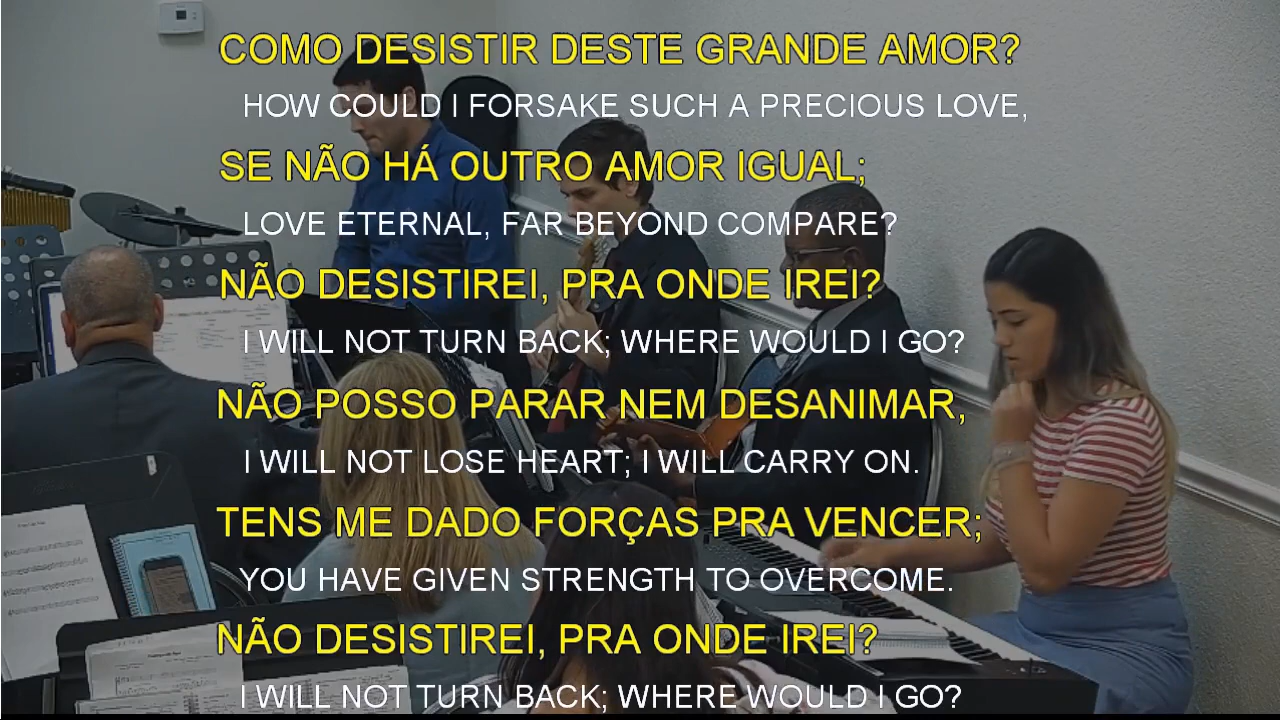 COMO DESISTIR DESTE GRANDE AMOR?
HOW COULD I FORSAKE SUCH A PRECIOUS LOVE,
SE NÃO HÁ OUTRO AMOR IGUAL;
LOVE ETERNAL, FAR BEYOND COMPARE?
NÃO DESISTIREI, PRA ONDE IREI?
I WILL NOT TURN BACK; WHERE WOULD I GO?
NÃO POSSO PARAR NEM DESANIMAR,
I WILL NOT LOSE HEART; I WILL CARRY ON.
TENS ME DADO FORÇAS PRA VENCER;
YOU HAVE GIVEN STRENGTH TO OVERCOME.
NÃO DESISTIREI, PRA ONDE IREI?
I WILL NOT TURN BACK; WHERE WOULD I GO?